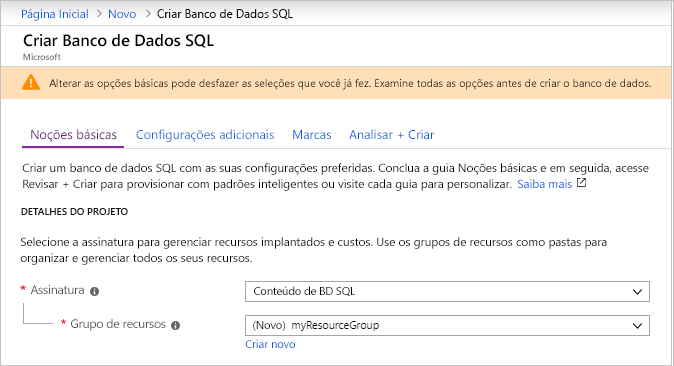 Página Inicial > Novo > Criar Banco de Dados SQL
Criar Banco de Dados SQL
Microsoft
Alterar as opções básicas pode desfazer as seleções que você já fez. Examine todas as opções antes de criar o banco de dados.
Noções básicas Configurações adicionais Marcas Analisar + Criar
Criar um banco de dados SQL com as suas configurações preferidas. Conclua a guia Noções básicas e em seguida, acesse
Revisar + Criar para provisionar com padrões inteligentes ou visite cada guia para personalizar. Saiba mais
DETALHES DO PROJETO
Selecione a assinatura para gerenciar recursos implantados e custos. Use os grupos de recursos como pastas para
organizar e gerenciar todos os seus recursos.
* Assinatura Conteúdo de BD SQL
* Grupo de recursos (Novo) myResourceGroup
Criar novo